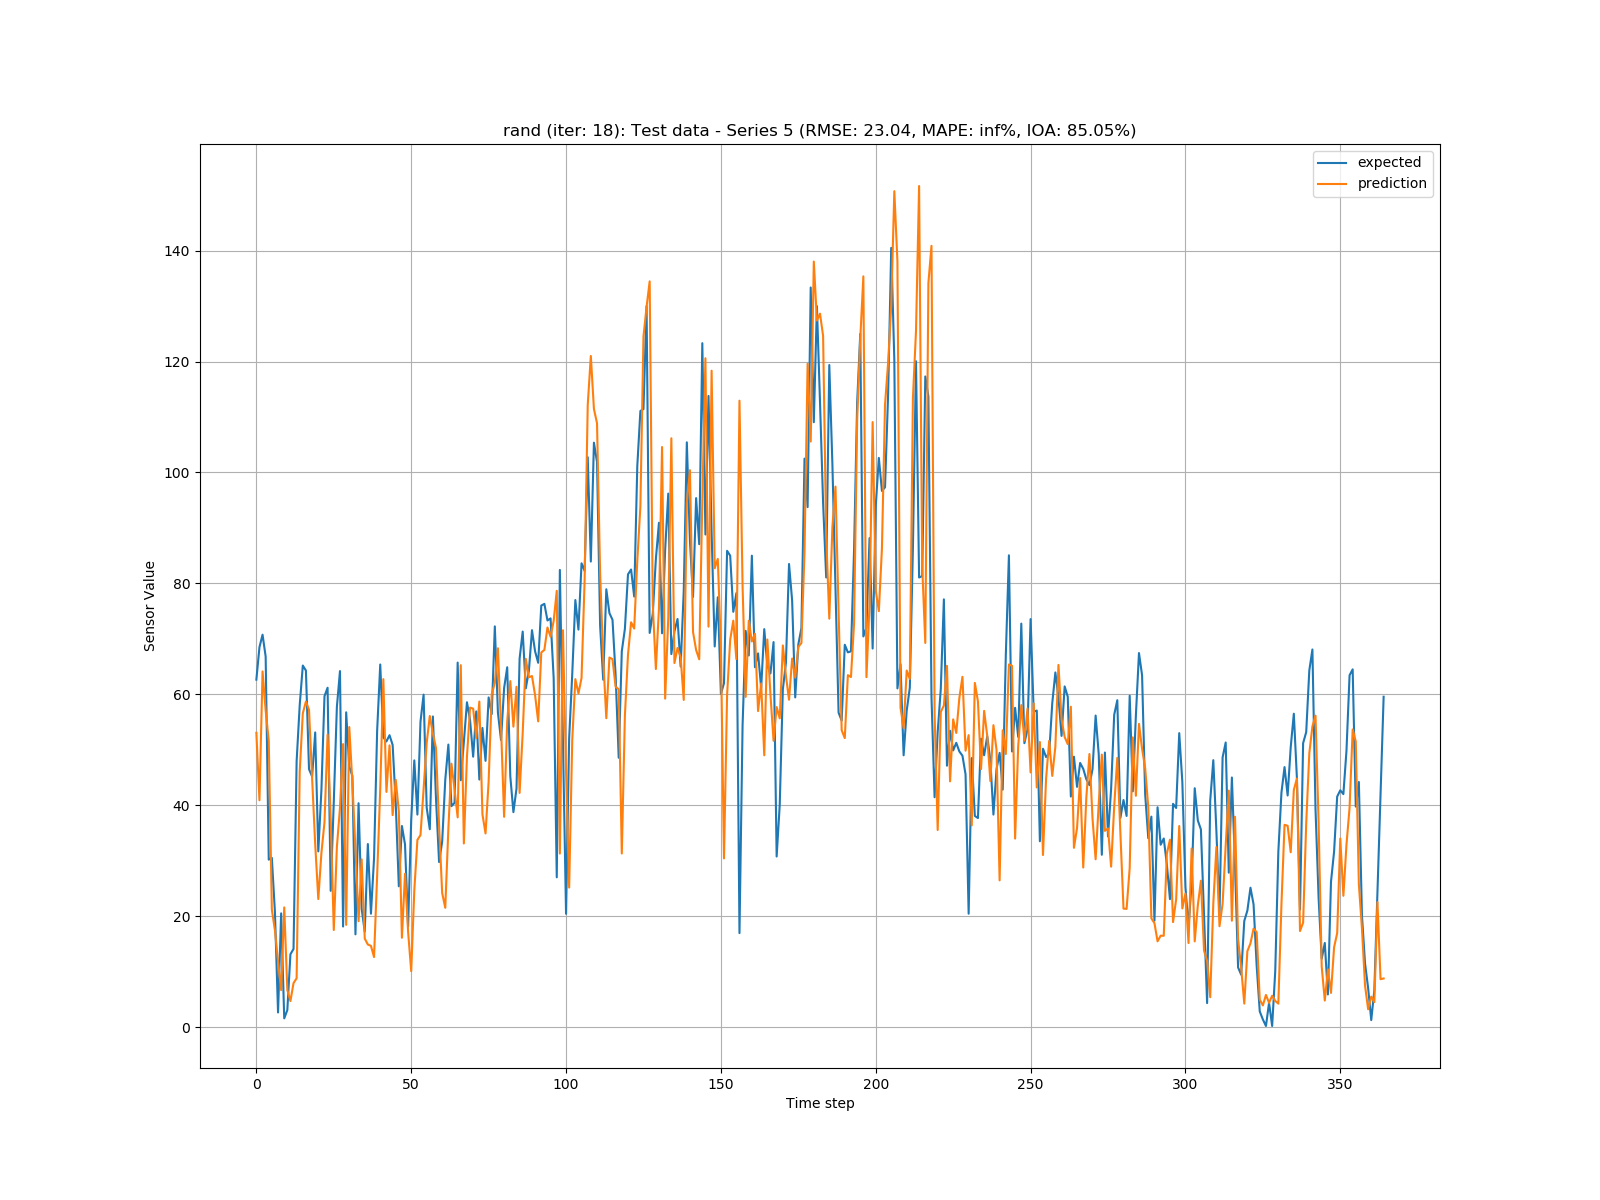 rand (iter: 18): Test data - Series 5 (RMSE: 23.04, MAPE: inf%, IOA: 85.05%)
expected
prediction
140
120
100
80
60
40
20
0
Sensor Value
0 50 100 150 200 250 300 350
Time step